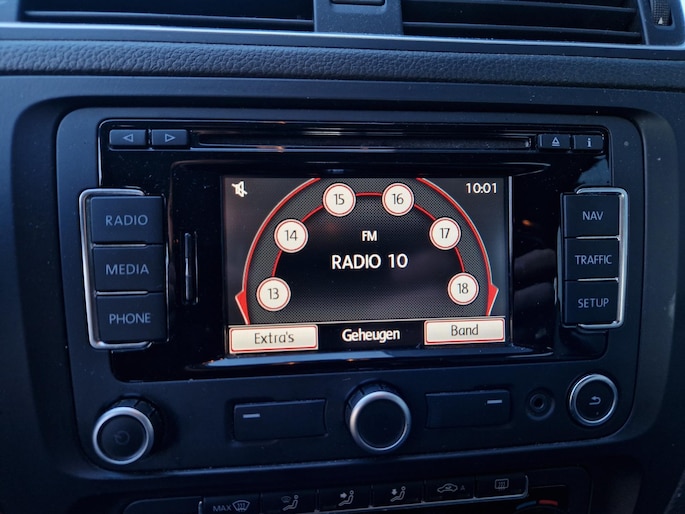 i
RADIO
MEDIA
PHONE
10:01
15 16
14 17
FM
RADIO 10
13 18
Extra's Geheugen Band
NAV
TRAFFIC
SETUP
MAX
A